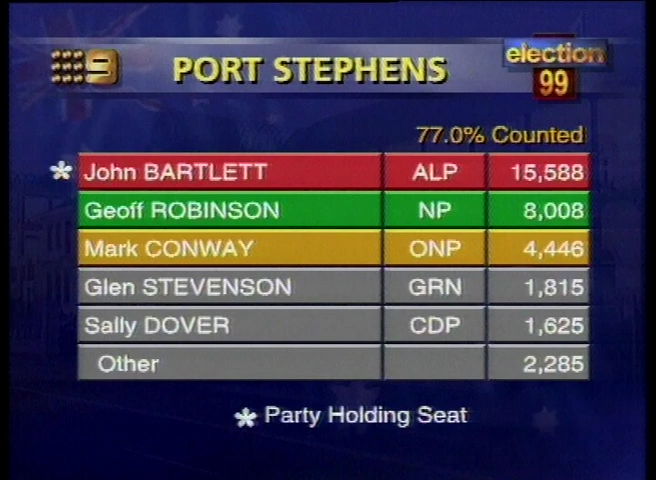 9 PORT STEPHENS election 99
77.0% Counted
* John BARTLETT ALP 15,588
Geoff ROBINSON NP 8,008
Mark CONWAY ONP 4,446
Glen STEVENSON GRN 1,815
Sally DOVER CDP 1,625
Other 2,285
* Party Holding Seat